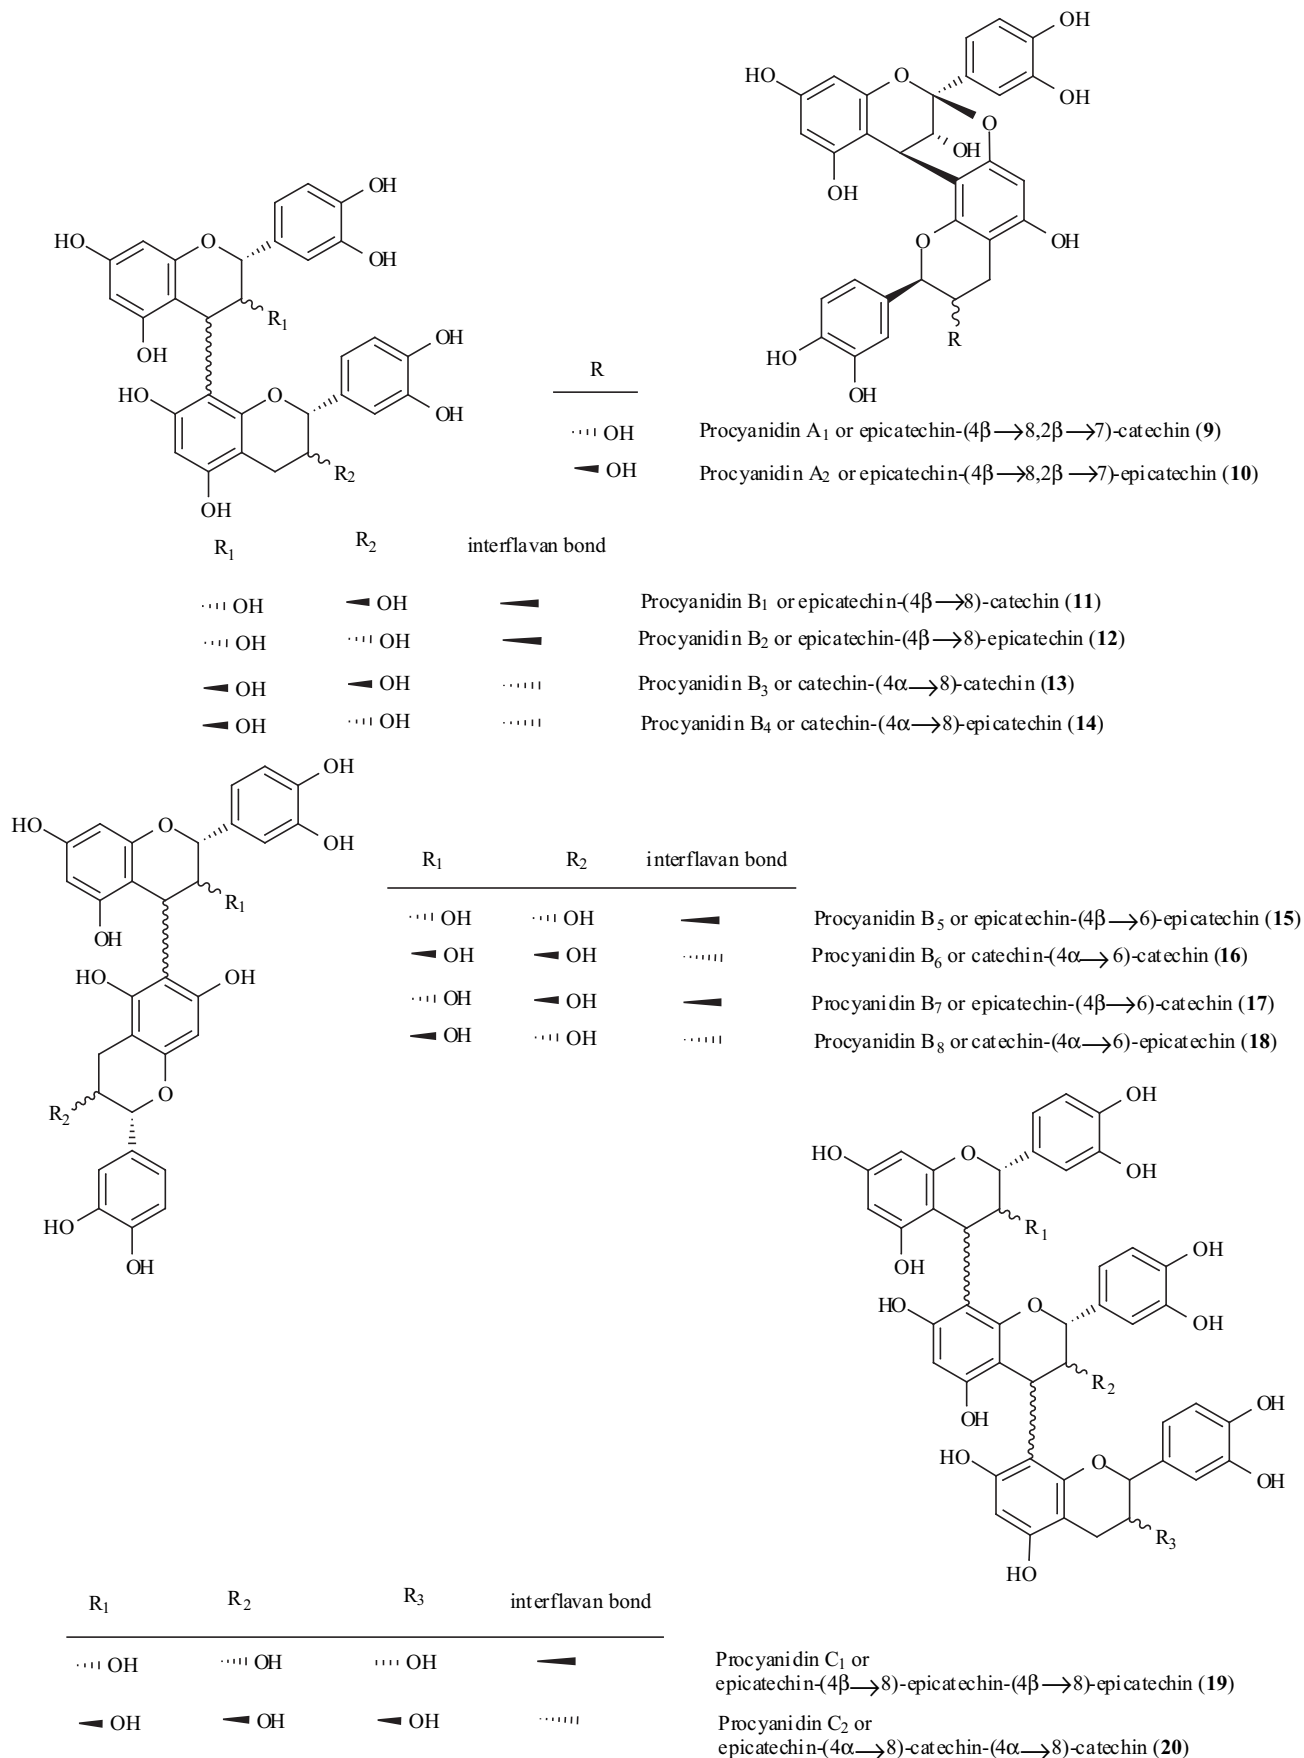 OH
HO
O
OH
O
OH
OH
O
OH
R
HO
OH
OH
HO
O
OH
R1
OH
OH
HO
O
OH
R2
OH
R
OH Procyanidin A1 or epicatechin-(4β→8,2β→7)-catechin (9)
OH Procyanidin A2 or epicatechin-(4β→8,2β→7)-epicatechin (10)
R1 R2 interflavan bond
OH OH Procyanidin B1 or epicatechin-(4β→8)-catechin (11)
OH OH Procyanidin B2 or epicatechin-(4β→8)-epicatechin (12)
OH OH Procyanidin B3 or catechin-(4α→8)-catechin (13)
OH OH Procyanidin B4 or catechin-(4α→8)-epicatechin (14)
OH
HO
O
OH
R1
OH
HO
OH
O
R2
HO
OH
R1 R2 interflavan bond
OH OH Procyanidin B5 or epicatechin-(4β→6)-epicatechin (15)
OH OH Procyanidin B6 or catechin-(4α→6)-catechin (16)
OH OH Procyanidin B7 or epicatechin-(4β→6)-catechin (17)
OH OH Procyanidin B8 or catechin-(4α→6)-epicatechin (18)
OH
HO
O
OH
R1
OH
OH
HO
O
OH
R2
OH
OH
HO
O
OH
R3
HO
R1 R2 R3 interflavan bond
OH OH OH Procyanidin C1 or
epicatechin-(4β→8)-epicatechin-(4β→8)-epicatechin (19)
OH OH OH Procyanidin C2 or
epicatechin-(4α→8)-catechin-(4α→8)-catechin (20)